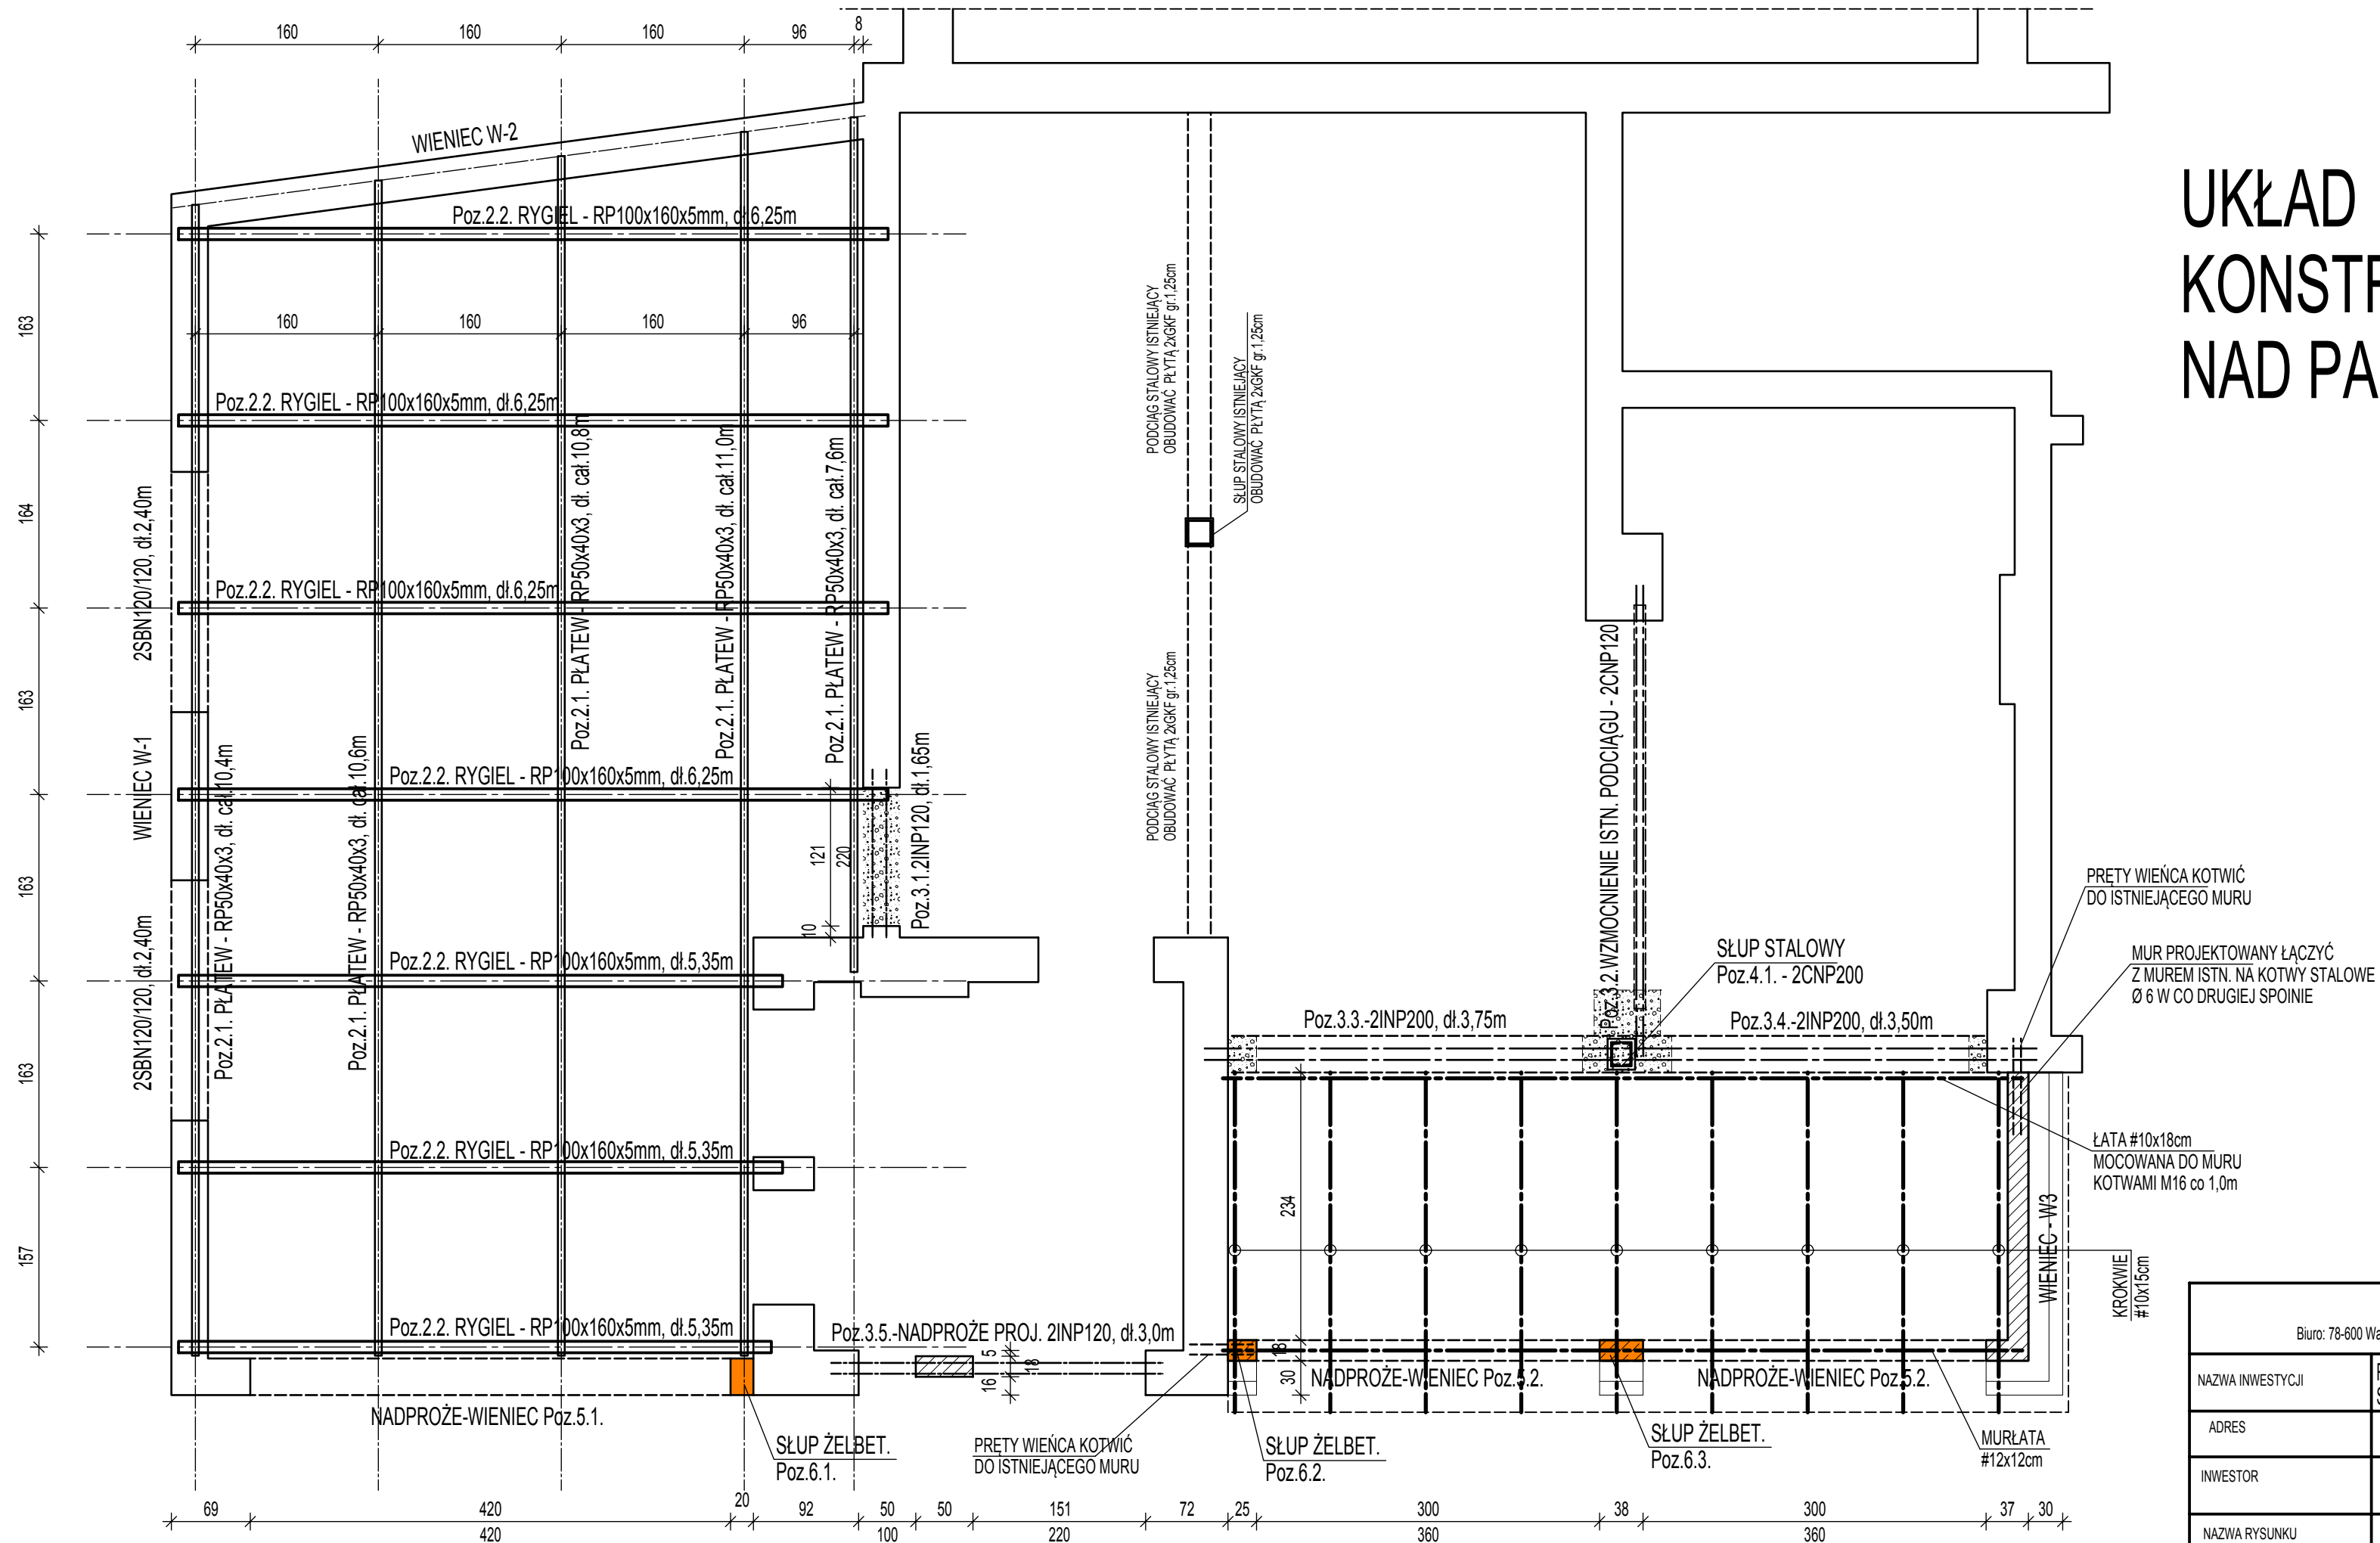 160
160
160
96
8
WIENIEC W-2
UKŁAD
KONSTR
NAD PA
Poz.2.2. RYGIEL - RP100x160x5mm, dł.6,25m
163
160
160
160
96
Poz.2.2. RYGIEL - RP100x160x5mm, dł.6,25m
164
Poz.2.2. RYGIEL - RP100x160x5mm, dł.6,25m
163
Poz.2.2. RYGIEL - RP100x160x5mm, dł.6,25m
163
Poz.2.2. RYGIEL - RP100x160x5mm, dł.5,35m
163
Poz.2.2. RYGIEL - RP100x160x5mm, dł.5,35m
157
Poz.2.2. RYGIEL - RP100x160x5mm, dł.5,35m
2SBN120/120, dł.2,40m
WIENIEC W-1
2SBN120/120, dł.2,40m
Poz.2.1. PŁATEW - RP50x40x3, dł. cał.10,4m
Poz.2.1. PŁATEW - RP50x40x3, dł. cał.10,6m
Poz.2.1. PŁATEW - RP50x40x3, dł. cał.10,8m
Poz.2.1. PŁATEW - RP50x40x3, dł. cał.11,0m
Poz.2.1. PŁATEW - RP50x40x3, dł. cał.7,6m
121
220
10
Poz.3.1.2INP120, dł.1,65m
PODCIĄG STALOWY ISTNIEJĄCY
OBUDOWAĆ PŁYTĄ 2xGKF gr.1,25cm
SŁUP STALOWY ISTNIEJĄCY
OBUDOWAĆ PŁYTĄ 2xGKF gr.1,25cm
PODCIĄG STALOWY ISTNIEJĄCY
OBUDOWAĆ PŁYTĄ 2xGKF gr.1,25cm
Poz.3.2.WZMOCNIENIE ISTN. PODCIĄGU - 2CNP120
SŁUP STALOWY
Poz.4.1. - 2CNP200
Poz.3.3.-2INP200, dł.3,75m
Poz.3.4.-2INP200, dł.3,50m
PRĘTY WIEŃCA KOTWIĆ
DO ISTNIEJĄCEGO MURU
MUR PROJEKTOWANY ŁĄCZYĆ
Z MUREM ISTN. NA KOTWY STALOWE
Ø 6 W CO DRUGIEJ SPOINIE
ŁATA #10x18cm
MOCOWANA DO MURU
KOTWAMI M16 co 1,0m
234
18
30
WIENIEC - W3
KROKWIE
#10x15cm
Poz.3.5.-NADPROŻE PROJ. 2INP120, dł.3,0m
5
18
16
NADPROŻE-WIENIEC Poz.5.2.
NADPROŻE-WIENIEC Poz.5.2.
NADPROŻE-WIENIEC Poz.5.1.
SŁUP ŻELBET.
Poz.6.1.
PRĘTY WIEŃCA KOTWIĆ
DO ISTNIEJĄCEGO MURU
SŁUP ŻELBET.
Poz.6.2.
SŁUP ŻELBET.
Poz.6.3.
MURŁATA
#12x12cm
69
420
20
92
50
50
151
72
25
300
38
300
37
30
420
100
220
360
360
Biuro: 78-600 Wa
NAZWA INWESTYCJI
ADRES
INWESTOR
NAZWA RYSUNKU